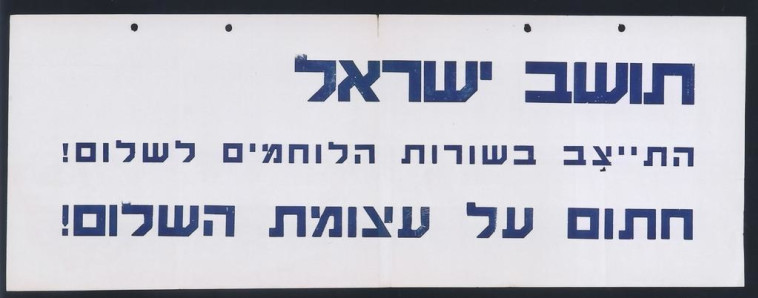 תושב ישראל
התייצב בשורות הלוחמים לשלום!
חתום על עצומת השלום!